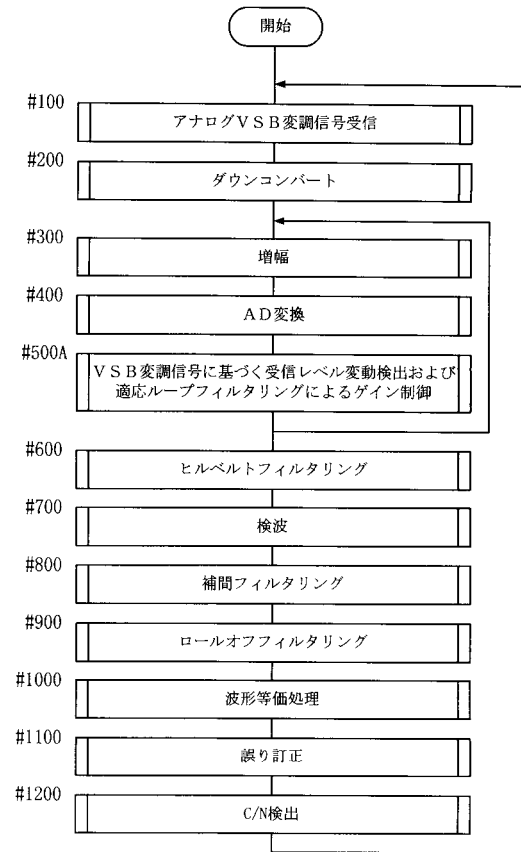 開始
#100
アナログVSB変調信号受信
#200
ダウンコンバート
#300
増幅
#400
AD変換
#500A
VSB変調信号に基づく受信レベル変動検出および
適応ループフィルタリングによるゲイン制御
#600
ヒルベルトフィルタリング
#700
検波
#800
補間フィルタリング
#900
ロールオフフィルタリング
#1000
波形等価処理
#1100
誤り訂正
#1200
C/N検出